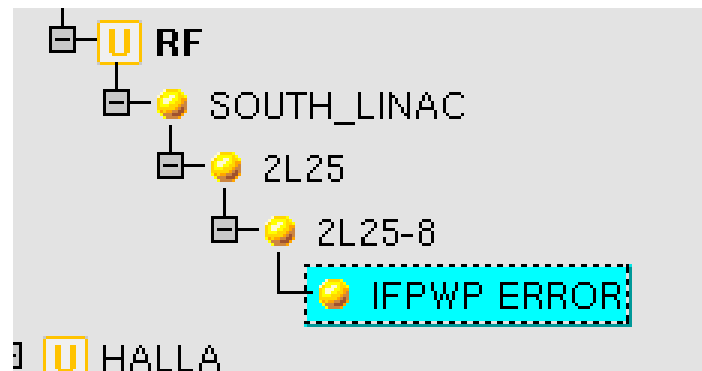 U RF
SOUTH_LINAC
2L25
2L25-8
IFPWP ERROR
U HALLA